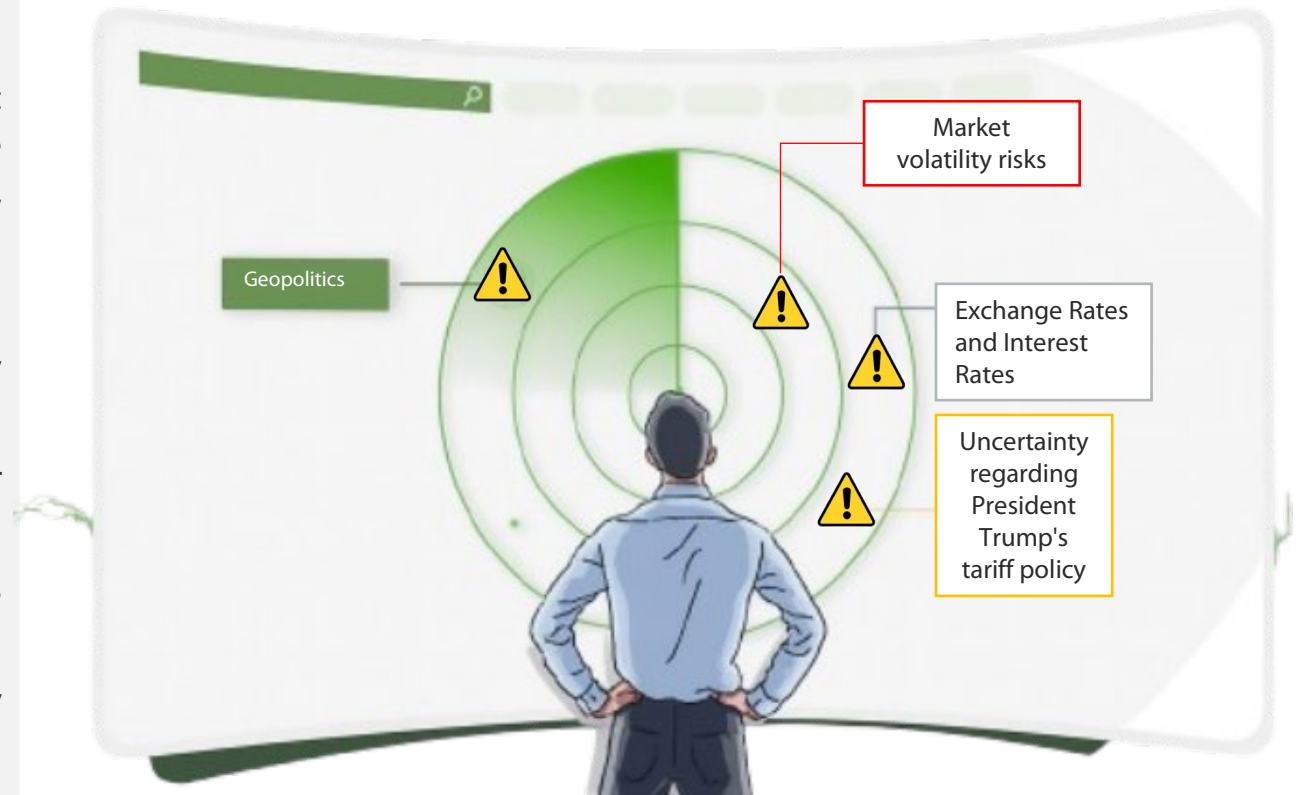 Market
volatility risks
Geopolitics
Exchange Rates
and Interest
Rates
Uncertainty
regarding
President
Trump's
tariff policy